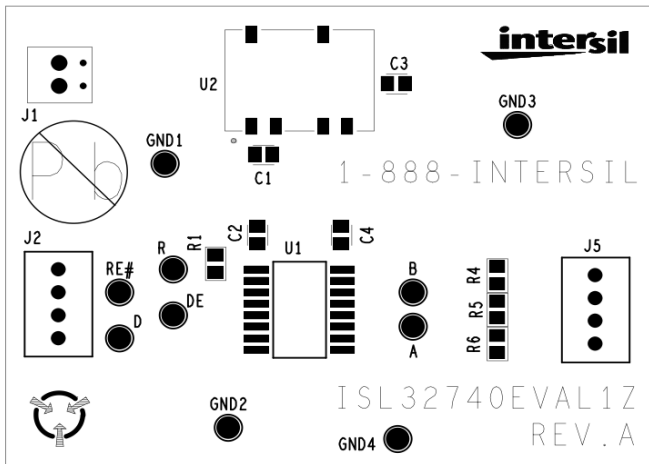 intersil
U2
C3
J1
GND3
GND1
Pb
C1
1-888-INTERSIL
J2
R
R1
C2
U1
C4
J5
RE#
B
R4
DE
R5
D
A
R6
GND2
ISL32740EVAL1Z
GND4
REV.A